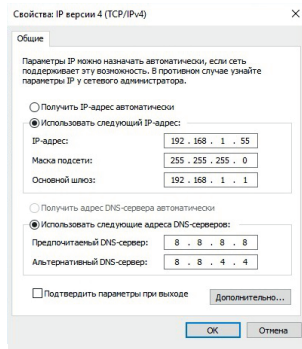 Свойства: IP версии 4 (TCP/IPv4)
Общие
Параметры IP можно назначать автоматически, если сеть
поддерживает эту возможность. В противном случае узнайте
параметры IP у сетевого администратора.
Получить IP-адрес автоматически
Использовать следующий IP-адрес:
IP-адрес: 192 . 168 . 1 . 55
Маска подсети: 255 . 255 . 255 . 0
Основной шлюз: 192 . 168 . 1 . 1
Получить адрес DNS-сервера автоматически
Использовать следующие адреса DNS-серверов:
Предпочитаемый DNS-сервер: 8 . 8 . 8 . 8
Альтернативный DNS-сервер: 8 . 8 . 4 . 4
Подтвердить параметры при выходе
Дополнительно...
OK Отмена